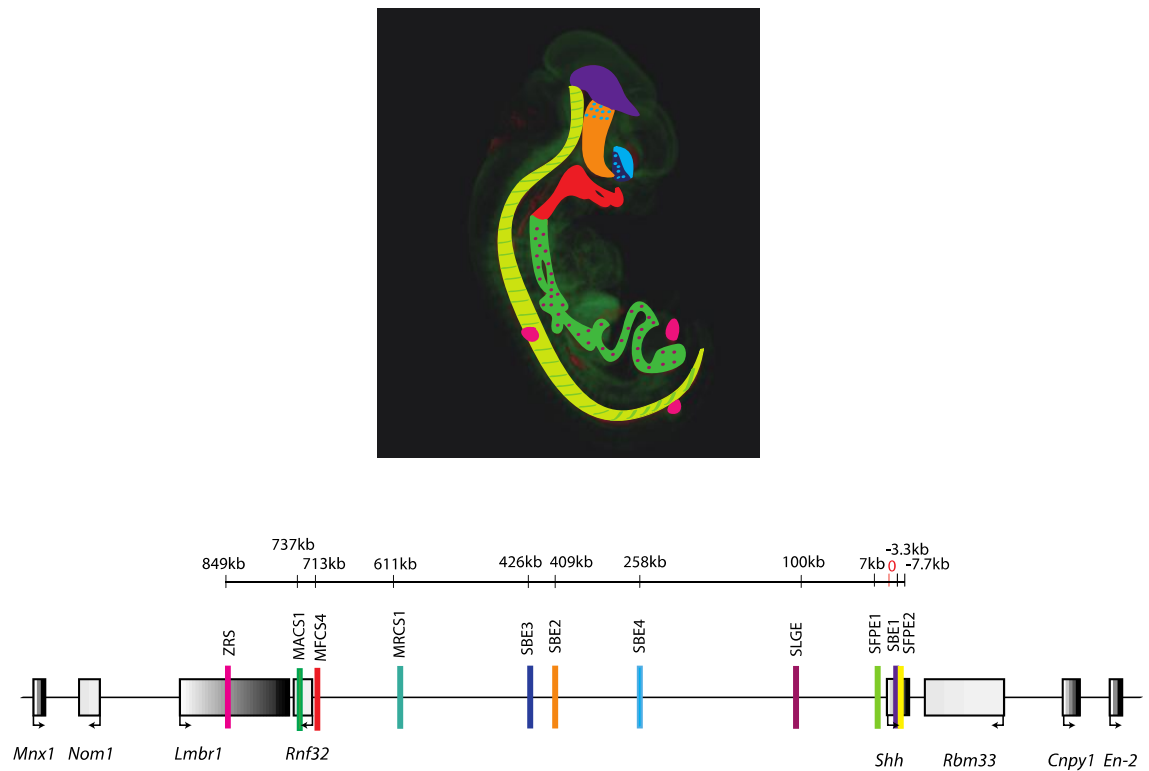 737kb
-3.3kb
849kb
713kb
611kb
426kb
409kb
258kb
100kb
7kb
0
-7.7kb
ZRS
MACS1
MFCS4
MRCS1
SBE3
SBE2
SBE4
SLGE
SFPE1
SBE1
SFPE2
Mnx1
Nom1
Lmbr1
Rnf32
Shh
Rbm33
Cnpy1
En-2